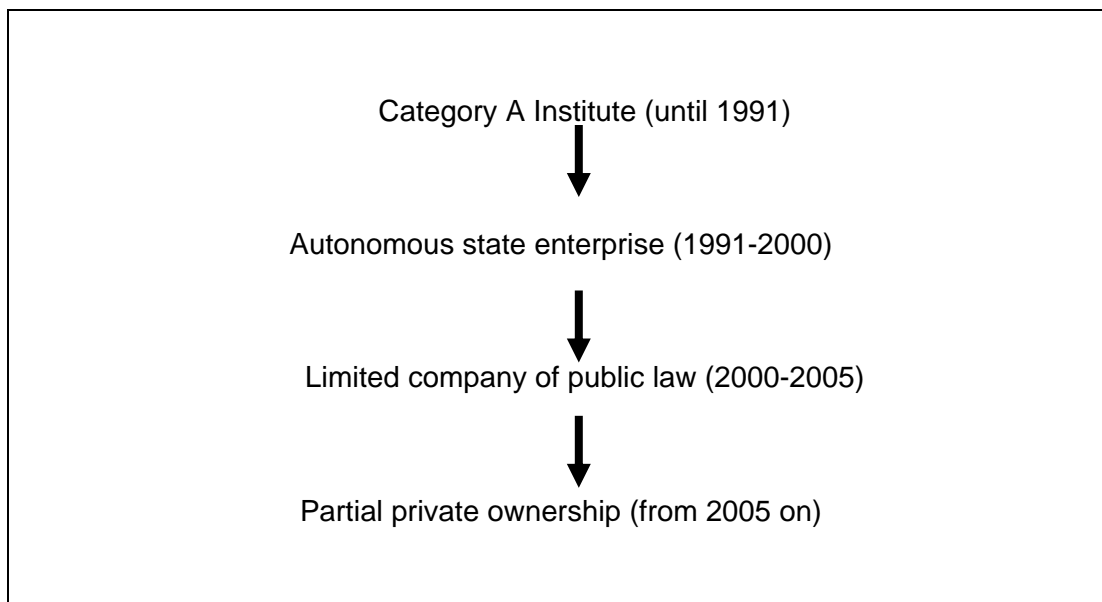 Category A Institute (until 1991)
Autonomous state enterprise (1991-2000)
Limited company of public law (2000-2005)
Partial private ownership (from 2005 on)